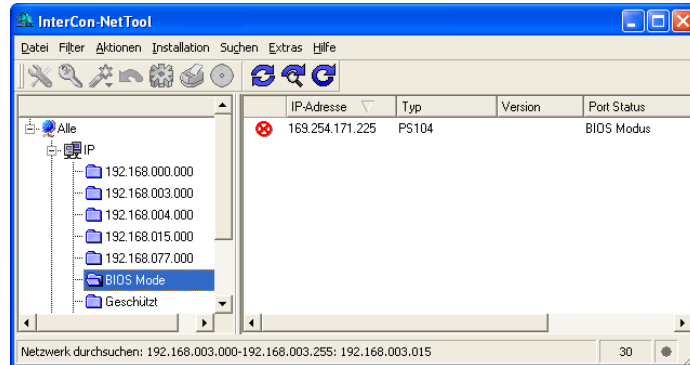 InterCon-NetTool
Datei Filter Aktionen Installation Suchen Extras Hilfe
IP-Adresse Typ Version Port Status
Alle
169.254.171.225 PS104 BIOS Modus
IP
192.168.000.000
192.168.003.000
192.168.004.000
192.168.015.000
192.168.077.000
BIOS Mode
Geschützt
Netzwerk durchsuchen: 192.168.003.000-192.168.003.255: 192.168.003.015 30